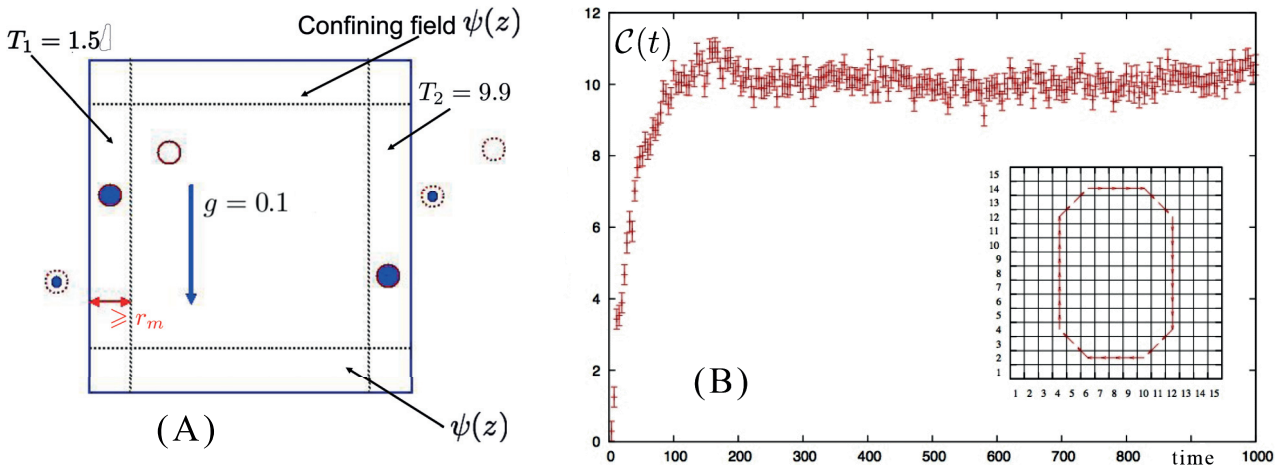 Confining field ψ(z)
T₁ = 1.5
T₂ = 9.9
g = 0.1
⩾ r_m
ψ(z)
(A)
12
10
8
6
4
2
0
C(t)
(B)
15
14
13
12
11
10
9
8
7
6
5
4
3
2
1
1 2 3 4 5 6 7 8 9 10 11 12 13 14 15
0 100 200 300 400 500 600 700 800 900 1000
time